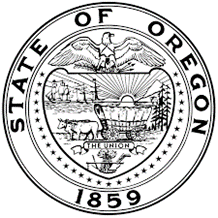 STATE OF OREGON
THE UNION
1859